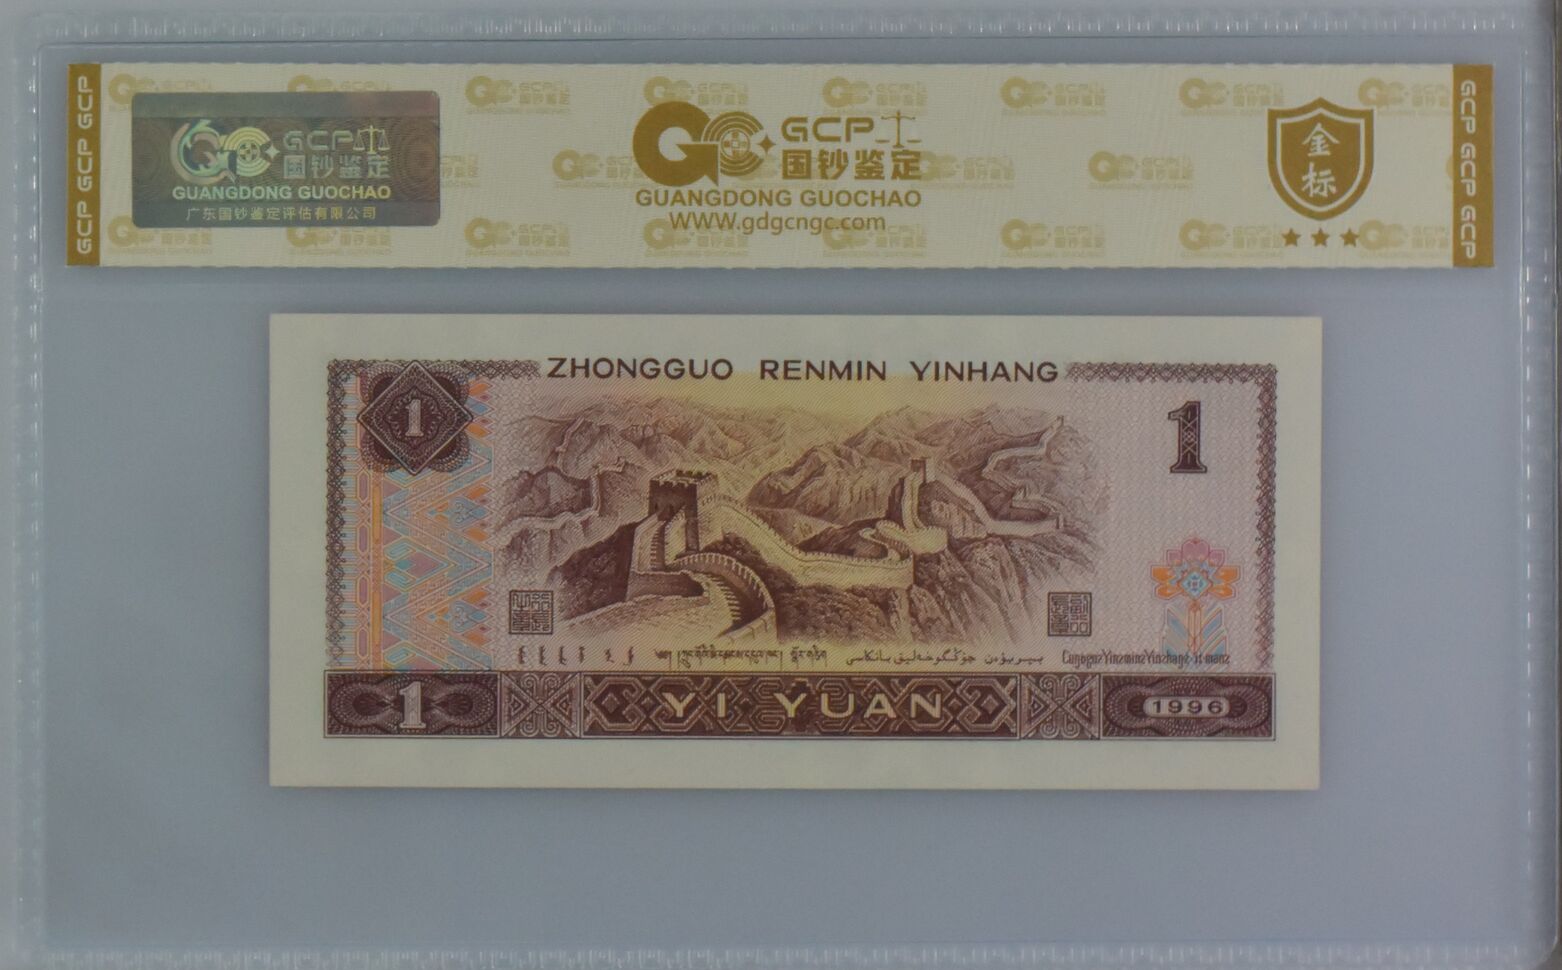 GCP GCP GCP
GCP
国钞鉴定
GUANGDONG GUOCHAO
广东国钞鉴定评估有限公司
GCP
国钞鉴定
GUANGDONG GUOCHAO
WWW.gdgcngc.com
金标
GCP GCP GCP
ZHONGGUO RENMIN YINHANG
1
1
1
YI YUAN
1996